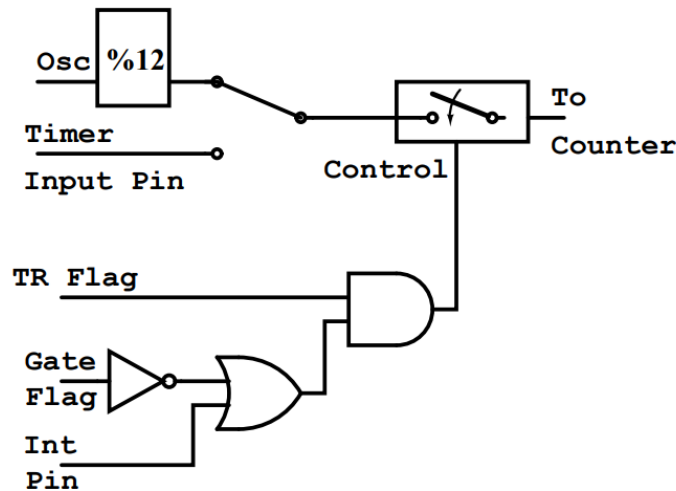 Osc
%12
To
Counter
Timer
Input Pin
Control
TR Flag
Gate
Flag
Int
Pin